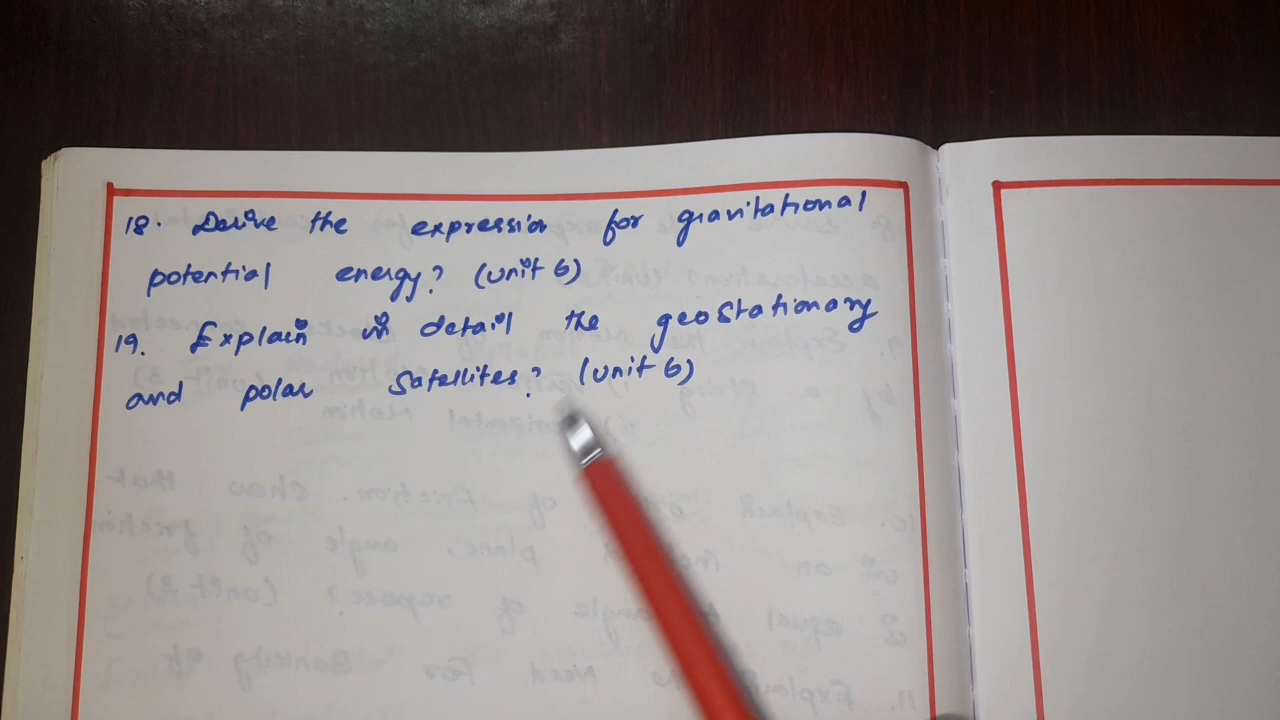 18. Derive the expression for gravitational
potential energy? (unit 6)
19. Explain in detail the geostationary
and polar satellites? (unit 6)